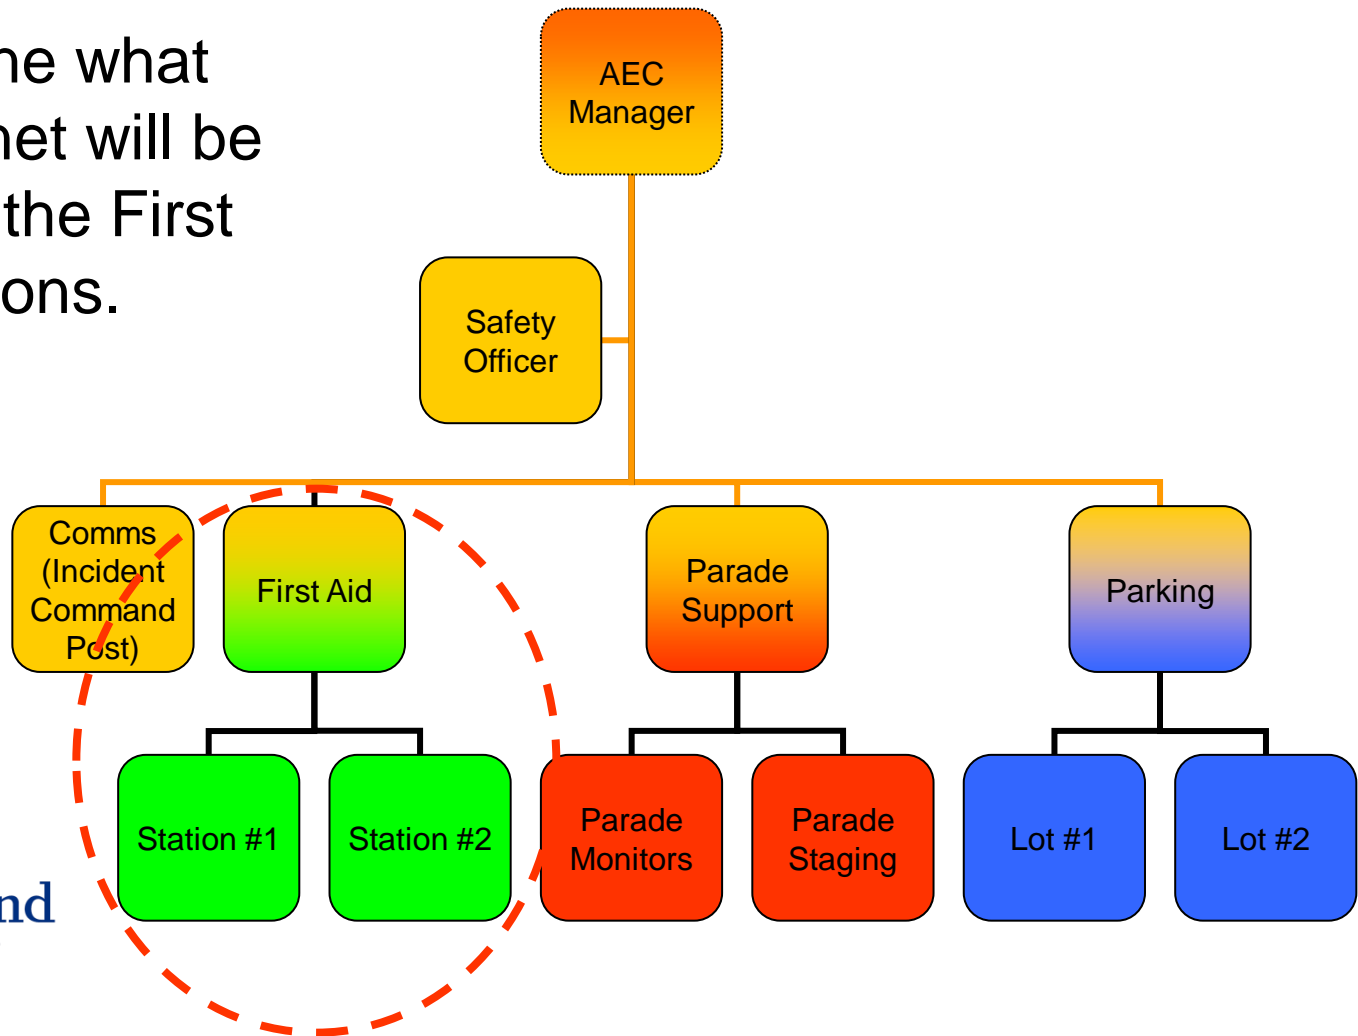 ne what
net will be
the First
ons.
AEC
Manager
Safety
Officer
Comms
(Incident
Command
Post)
First Aid
Parade
Support
Parking
Station #1
Station #2
Parade
Monitors
Parade
Staging
Lot #1
Lot #2
nd